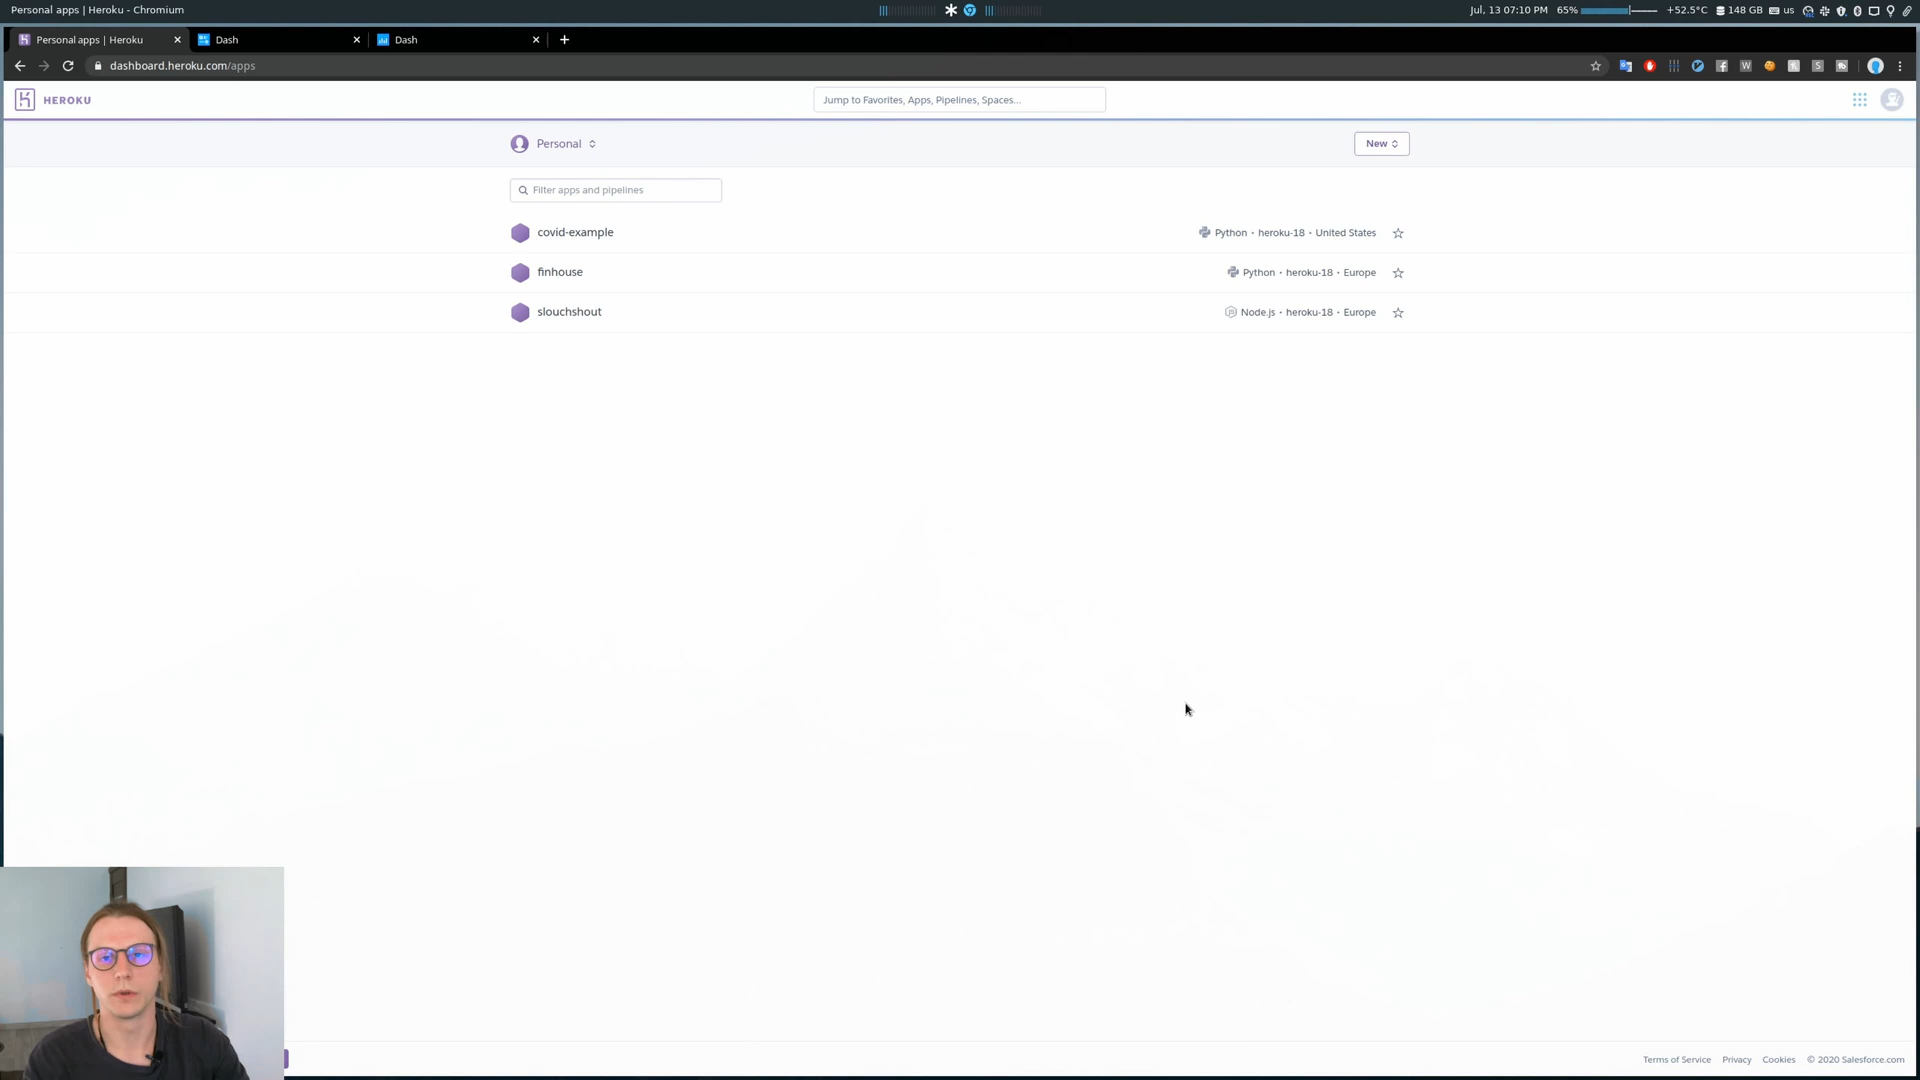 Personal apps | Heroku - Chromium
Jul, 13 07:10 PM 65% +52.5°C 148 GB us
Personal apps | Heroku
Dash
Dash
dashboard.heroku.com/apps
HEROKU
Jump to Favorites, Apps, Pipelines, Spaces...
Personal
New
Filter apps and pipelines
covid-example
Python • heroku-18 • United States
finhouse
Python • heroku-18 • Europe
slouchshout
Node.js • heroku-18 • Europe
Terms of Service Privacy Cookies © 2020 Salesforce.com